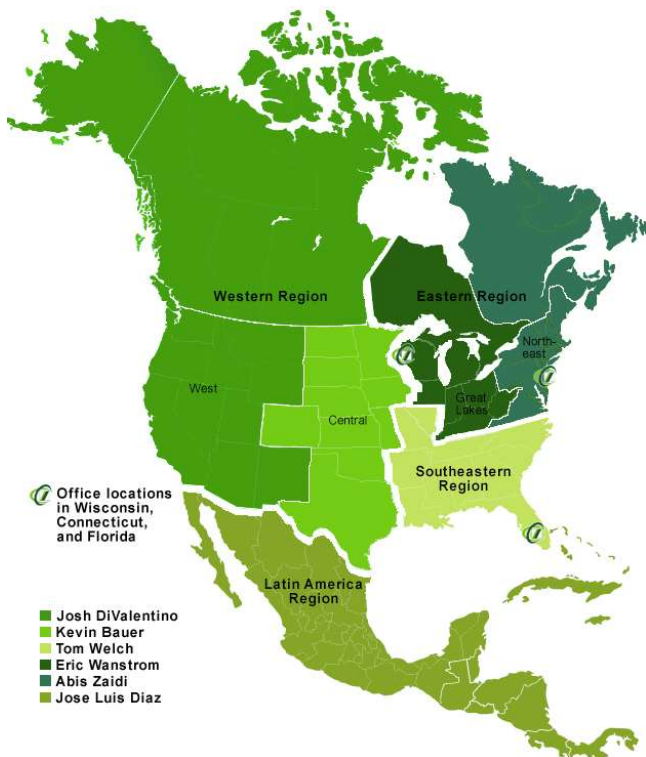 Western Region
Eastern Region
North-
east
West
Central
Great
Lakes
Southeastern
Region
Office locations
in Wisconsin,
Connecticut,
and Florida
Latin America
Region
Josh DiValentino
Kevin Bauer
Tom Welch
Eric Wanstrom
Abis Zaidi
Jose Luis Diaz